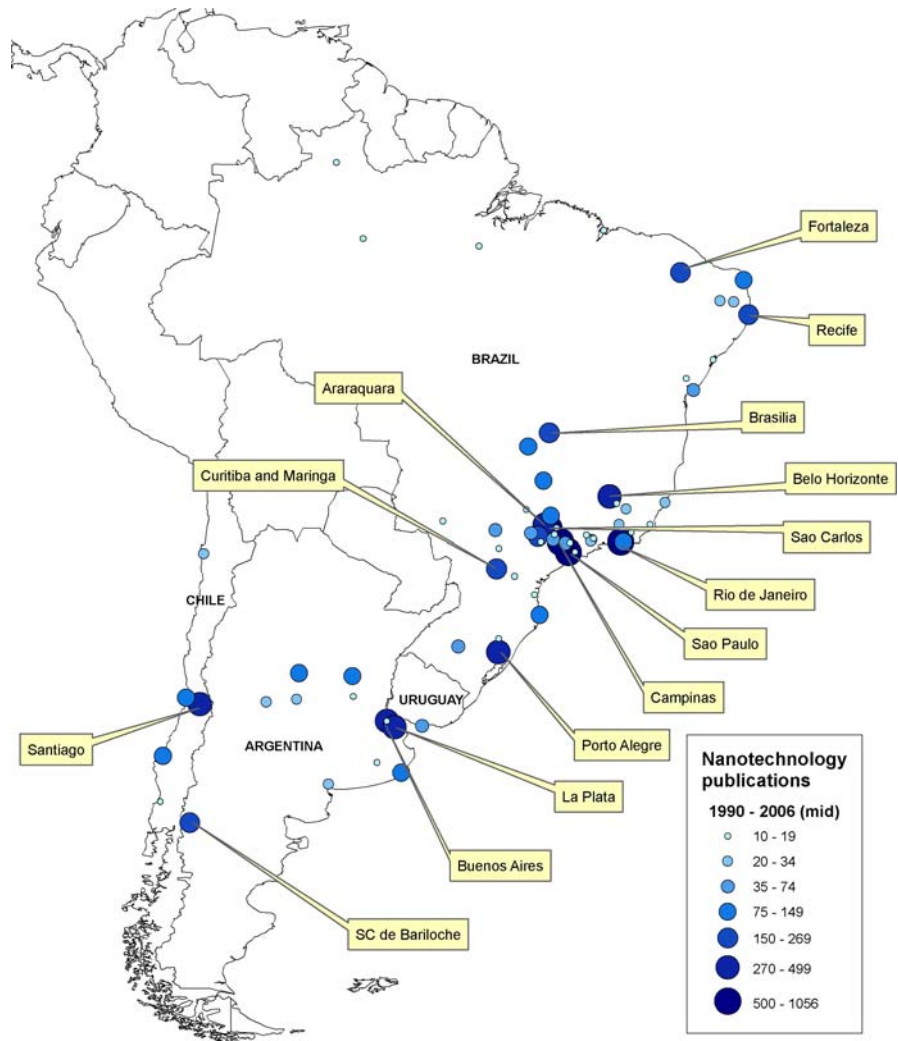 Fortaleza
Recife
BRAZIL
Araraquara
Brasilia
Curitiba and Maringa
Belo Horizonte
Sao Carlos
CHILE
Rio de Janeiro
Sao Paulo
URUGUAY
Campinas
Santiago
ARGENTINA
Porto Alegre
La Plata
Buenos Aires
SC de Bariloche
Nanotechnology
publications
1990 - 2006 (mid)
10 - 19
20 - 34
35 - 74
75 - 149
150 - 269
270 - 499
500 - 1056